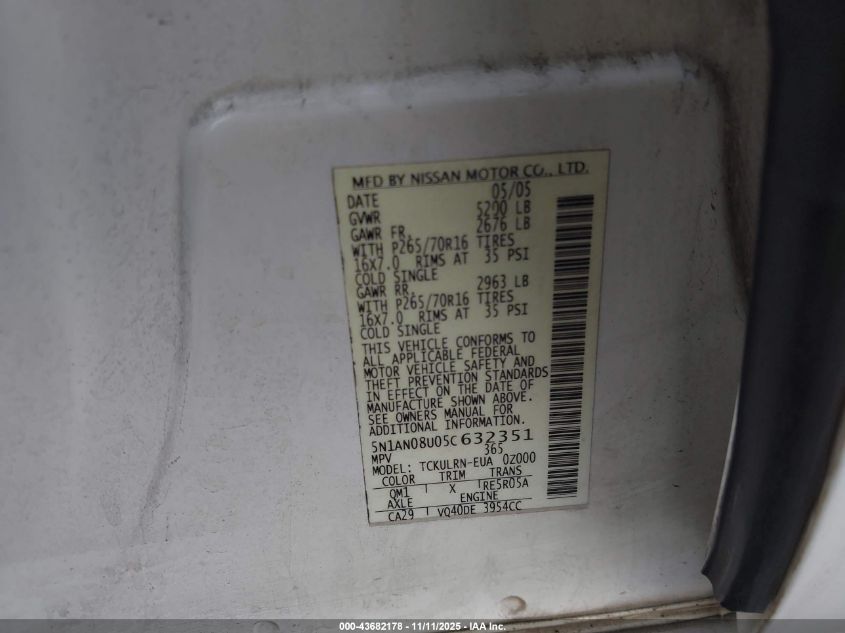 MFD BY NISSAN MOTOR CO., LTD.
DATE 05/05
GVWR 5200 LB
GAWR FR. 2676 LB
WITH P265/70R16 TIRES
16X7.0 RIMS AT 35 PSI
COLD SINGLE
GAWR RR. 2963 LB
WITH P265/70R16 TIRES
16X7.0 RIMS AT 35 PSI
COLD SINGLE
THIS VEHICLE CONFORMS TO
ALL APPLICABLE FEDERAL
MOTOR VEHICLE SAFETY AND
THEFT PREVENTION STANDARDS
IN EFFECT ON THE DATE OF
MANUFACTURE SHOWN ABOVE.
SEE OWNERS MANUAL FOR
ADDITIONAL INFORMATION.
5N1AN08U05C632351
MPV 365
MODEL: TCKULRN-EUA 0Z000
COLOR TRIM TRANS
QM1 X RE5R05A
AXLE ENGINE
CA29 VQ40DE 3954CC
000-43682178 - 11/11/2025 - IAA Inc.